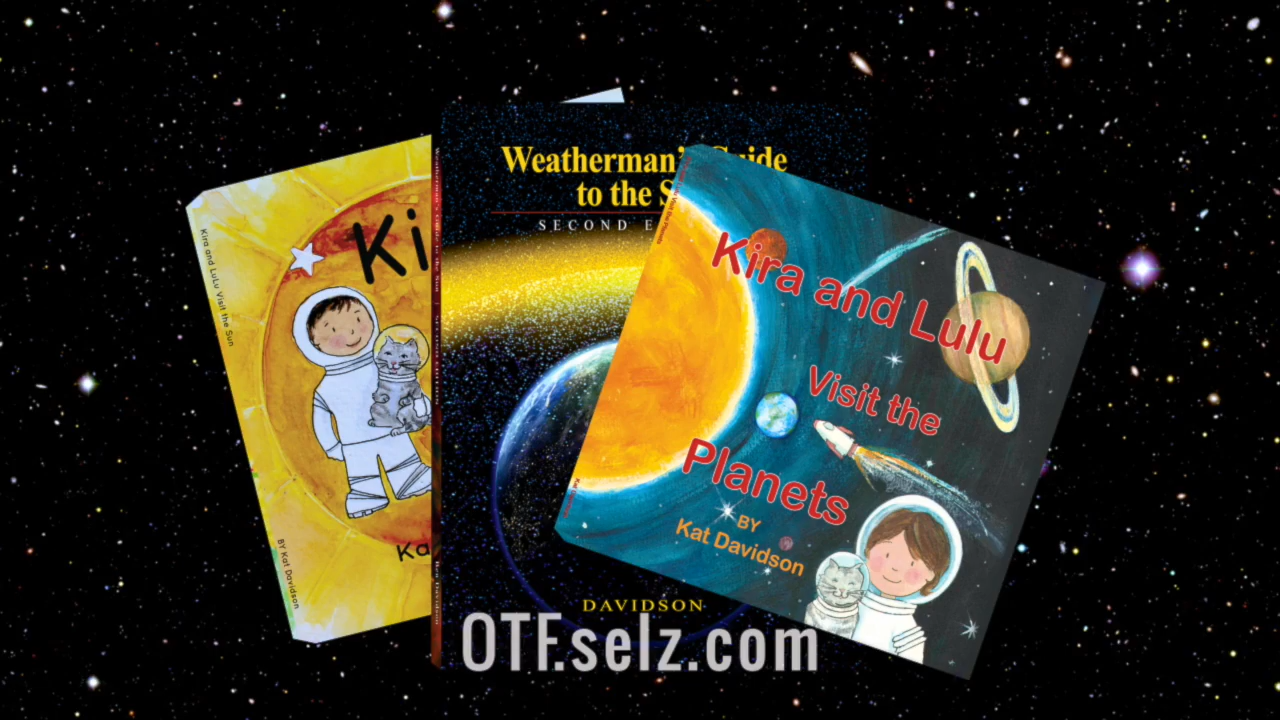 Kira and LuLu Visit the Sun
BY Kat Davidson
Ki
Ka
Weatherman'
ide
to the S
SECOND E
DAVIDSON
Kira and Lulu
Visit the
Planets
BY
Kat Davidson
OTF.selz.com